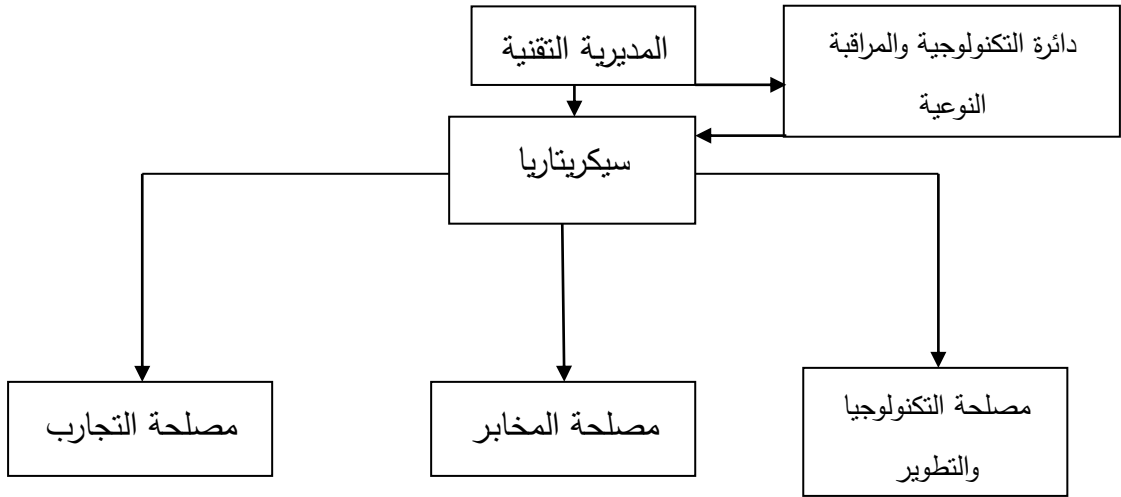 المديرية التقنية
دائرة التكنولوجية والمراقبة
النوعية
سيكريتاريا
مصلحة التكنولوجيا
والتطوير
مصلحة المخابر
مصلحة التجارب